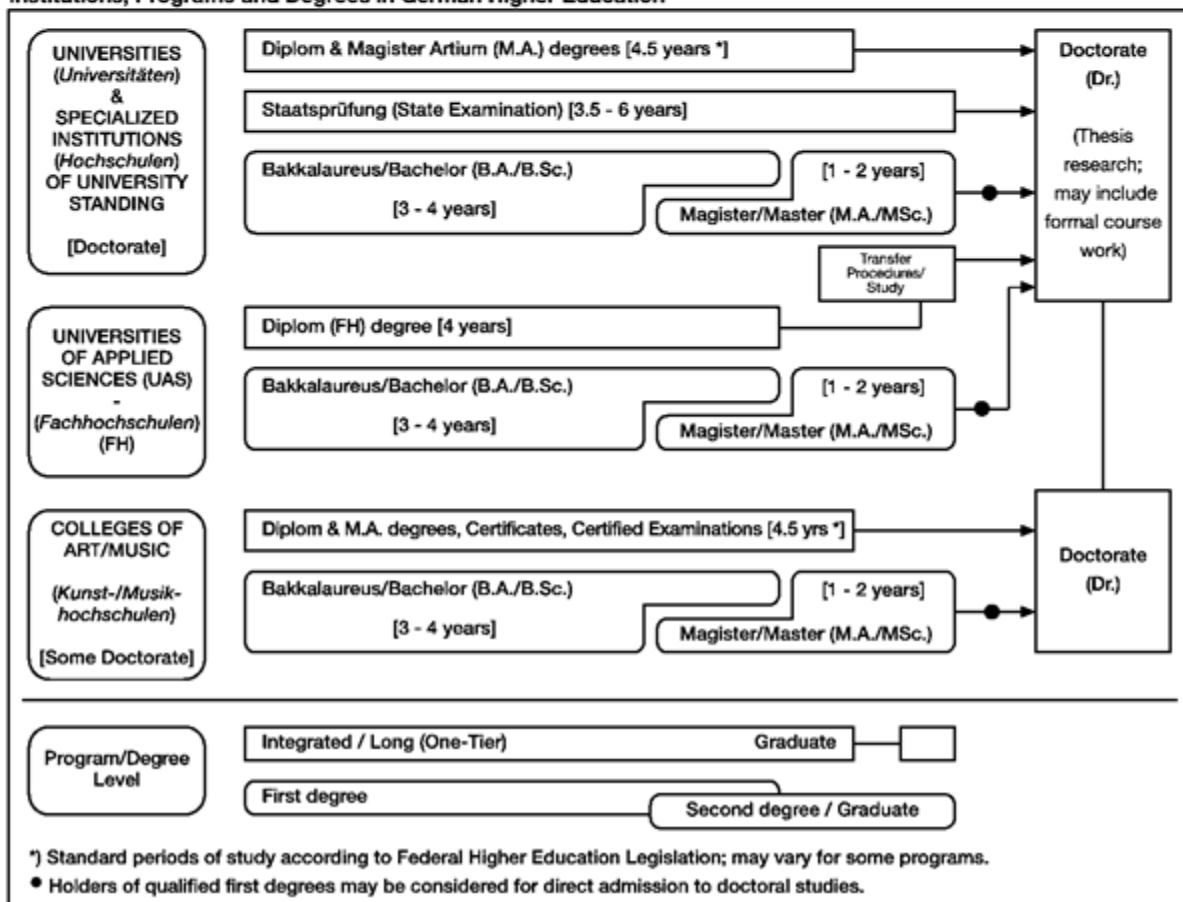 Institutions, Programs and Degrees in German Higher Education
UNIVERSITIES
(Universitäten)
&
SPECIALIZED
INSTITUTIONS
(Hochschulen)
OF UNIVERSITY
STANDING
[Doctorate]
Diplom & Magister Artium (M.A.) degrees [4.5 years *]
Staatsprüfung (State Examination) [3.5 - 6 years]
Bakkalaureus/Bachelor (B.A./B.Sc.)
[3 - 4 years]
[1 - 2 years]
Magister/Master (M.A./MSc.)
Doctorate
(Dr.)
(Thesis
research;
may include
formal course
work)
Transfer
Procedures/
Study
UNIVERSITIES
OF APPLIED
SCIENCES (UAS)
-
(Fachhochschulen)
(FH)
Diplom (FH) degree [4 years]
Bakkalaureus/Bachelor (B.A./B.Sc.)
[3 - 4 years]
[1 - 2 years]
Magister/Master (M.A./MSc.)
COLLEGES OF
ART/MUSIC
(Kunst-/Musik-
hochschulen)
[Some Doctorate]
Diplom & M.A. degrees, Certificates, Certified Examinations [4.5 yrs *]
Bakkalaureus/Bachelor (B.A./B.Sc.)
[3 - 4 years]
[1 - 2 years]
Magister/Master (M.A./MSc.)
Doctorate
(Dr.)
Program/Degree
Level
Integrated / Long (One-Tier) Graduate
First degree
Second degree / Graduate
*) Standard periods of study according to Federal Higher Education Legislation; may vary for some programs.
● Holders of qualified first degrees may be considered for direct admission to doctoral studies.